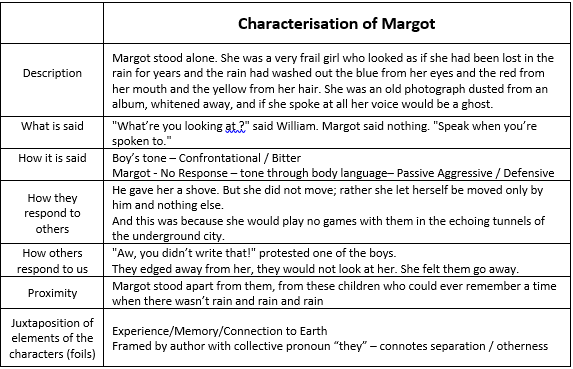 Characterisation of Margot
Description
Margot stood alone. She was a very frail girl who looked as if she had been lost in the
rain for years and the rain had washed out the blue from her eyes and the red from
her mouth and the yellow from her hair. She was an old photograph dusted from an
album, whitened away, and if she spoke at all her voice would be a ghost.
What is said
"What’re you looking at ?" said William. Margot said nothing. "Speak when you’re
spoken to."
How it is said
Boy’s tone – Confrontational / Bitter
Margot - No Response – tone through body language– Passive Aggressive / Defensive
How they
respond to
others
He gave her a shove. But she did not move; rather she let herself be moved only by
him and nothing else.
And this was because she would play no games with them in the echoing tunnels of
the underground city.
How others
respond to us
"Aw, you didn’t write that!" protested one of the boys.
They edged away from her, they would not look at her. She felt them go away.
Proximity
Margot stood apart from them, from these children who could ever remember a time
when there wasn’t rain and rain and rain
Juxtaposition of
elements of the
characters (foils)
Experience/Memory/Connection to Earth
Framed by author with collective pronoun “they” – connotes separation / otherness